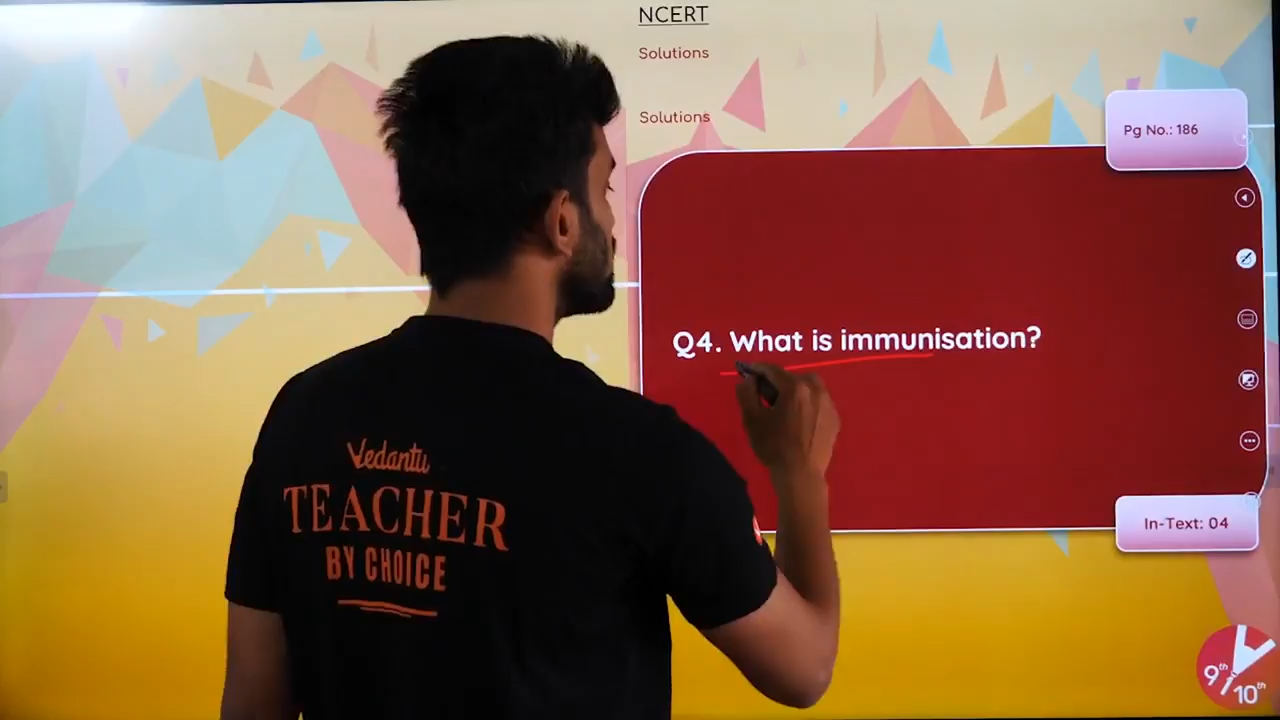 NCERT
Solutions
Solutions
Pg No.: 186
Q4. What is immunisation?
Vedantu
TEACHER
BY CHOICE
In-Text: 04
9th
10th